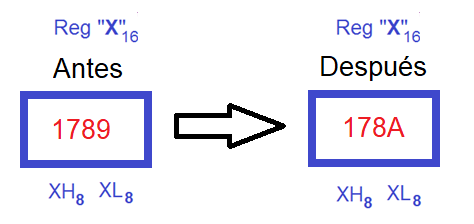 Reg "X"16
Antes
1789
XH8 XL8
Reg "X"16
Después
178A
XH8 XL8